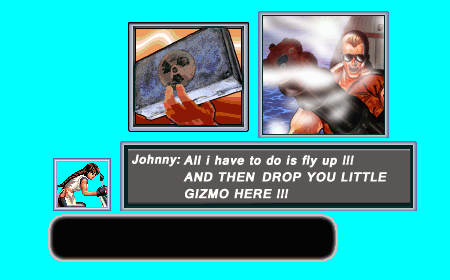 Johnny: All i have to do is fly up !!!
AND THEN DROP YOU LITTLE
GIZMO HERE !!!